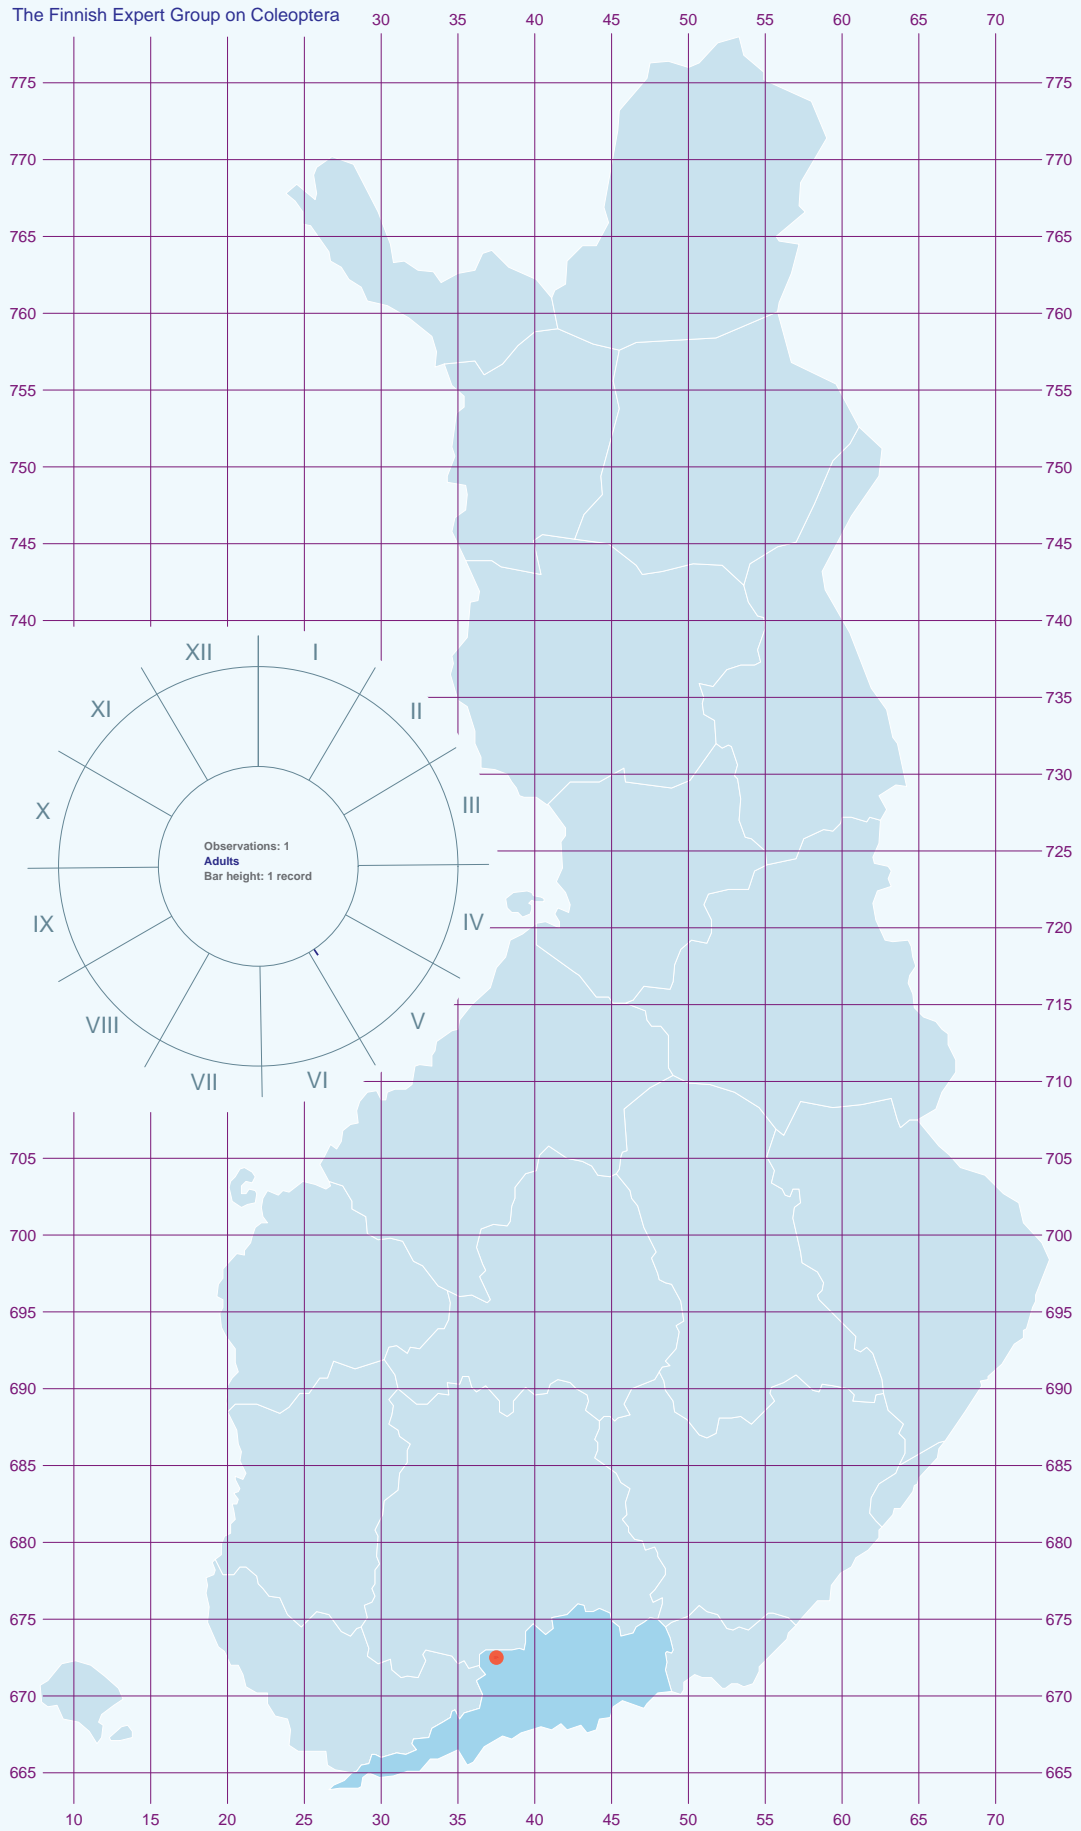 The Finnish Expert Group on Coleoptera
30 35 40 45 50 55 60 65 70
775 775
770 770
765 765
760 760
755 755
750 750
745 745
740 740
XII I
XI II
735
730
X III
Observations: 1
Adults
Bar height: 1 record
725
IX IV
720
VIII V
715
VII VI
710
705 705
700 700
695 695
690 690
685 685
680 680
675 675
670 670
665 665
10 15 20 25 30 35 40 45 50 55 60 65 70